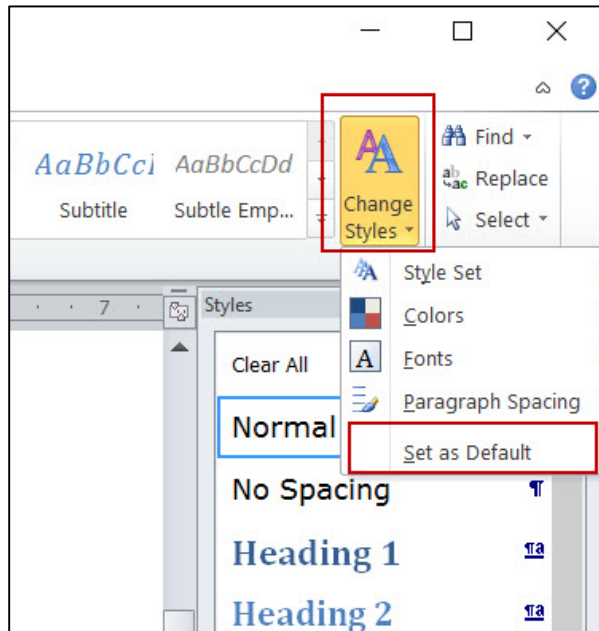 AaBbCcI AaBbCcDd
Subtitle Subtle Emp...
Change
Styles
Find
Replace
Select
Style Set
Colors
Fonts
Paragraph Spacing
Set as Default
7
Styles
Clear All
Normal
No Spacing ¶
Heading 1 ¶a
Heading 2 ¶a